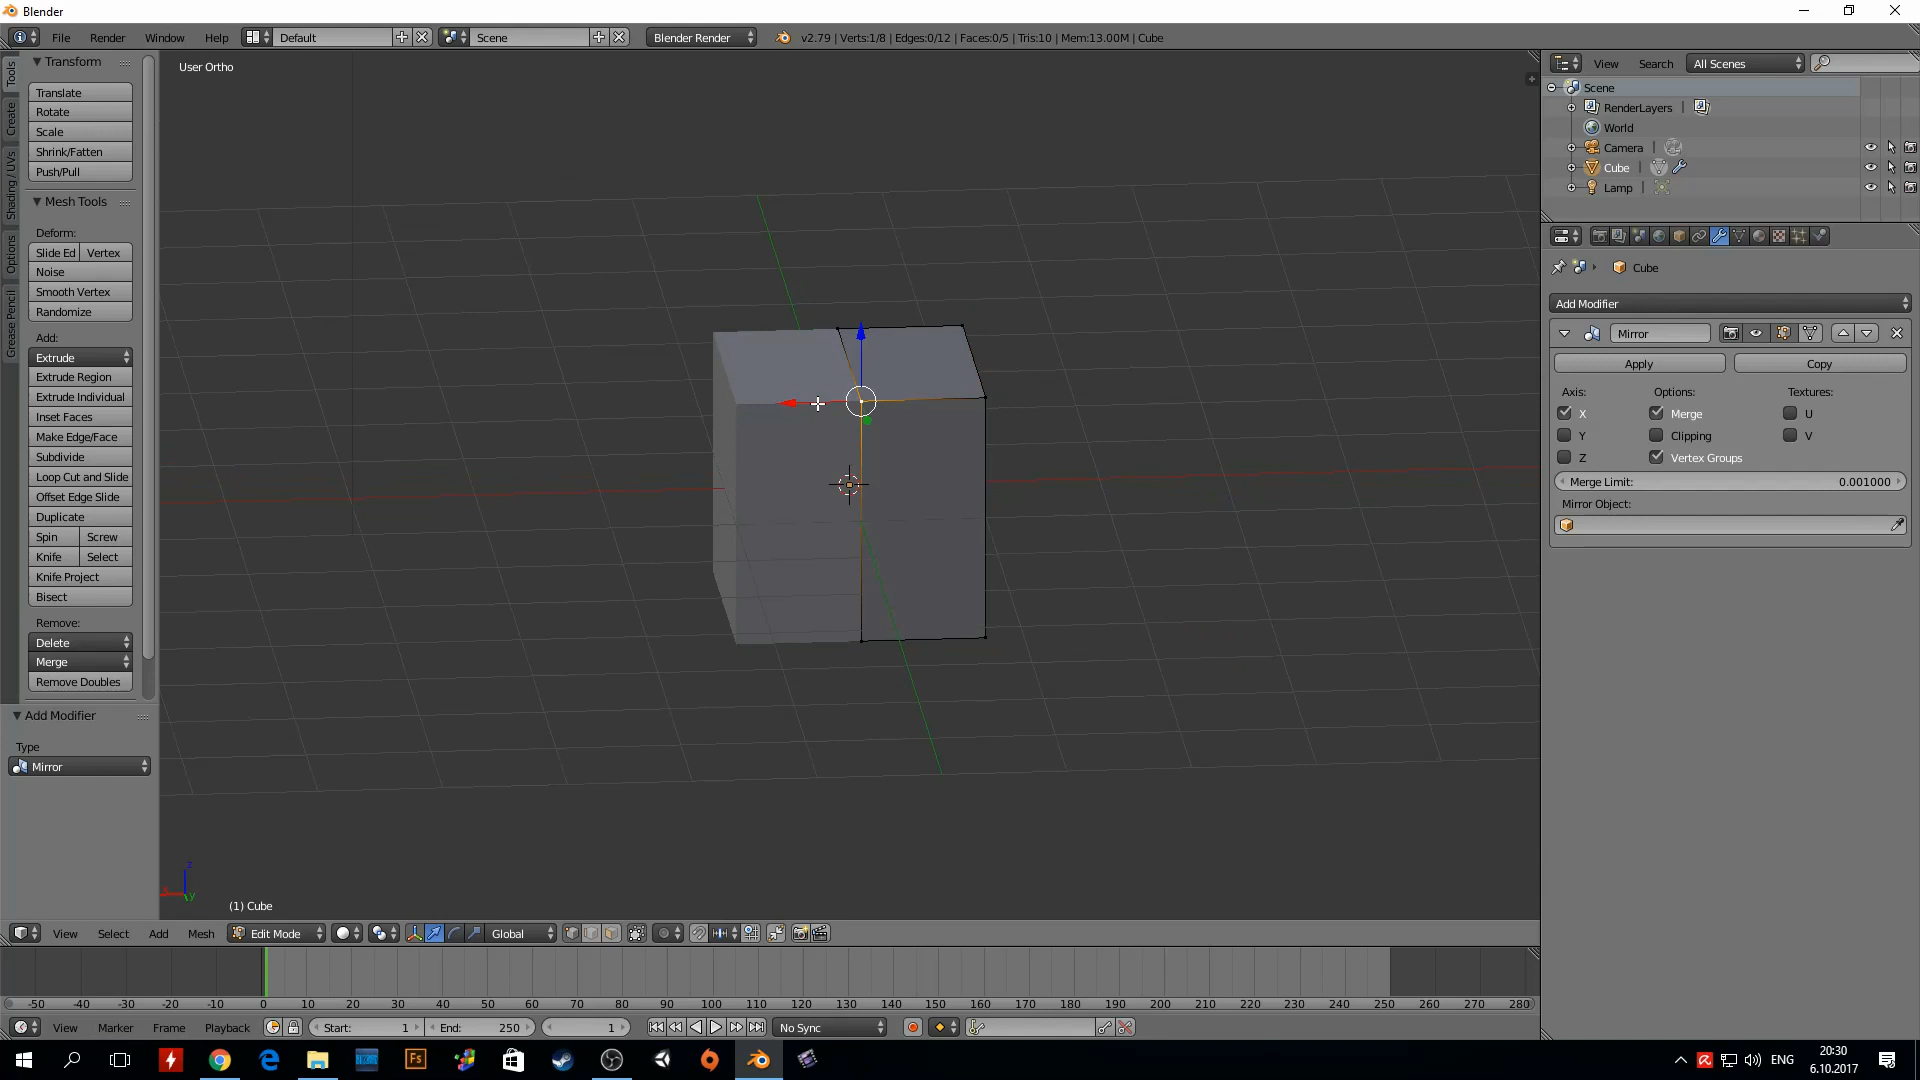 Blender
File Render Window Help Default Scene Blender Render v2.79 | Verts:1/8 | Edges:0/12 | Faces:0/5 | Tris:10 | Mem:13.00M | Cube
Tools
Create
Shading / UVs
Options
Grease Pencil
Transform
Translate
Rotate
Scale
Shrink/Fatten
Push/Pull
Mesh Tools
Deform:
Slide Ed Vertex
Noise
Smooth Vertex
Randomize
Add:
Extrude
Extrude Region
Extrude Individual
Inset Faces
Make Edge/Face
Subdivide
Loop Cut and Slide
Offset Edge Slide
Duplicate
Spin Screw
Knife Select
Knife Project
Bisect
Remove:
Delete
Merge
Remove Doubles
Add Modifier
Type
Mirror
User Ortho
z
x
y
(1) Cube
View Select Add Mesh Edit Mode Global
View Search All Scenes
Scene
RenderLayers |
World
Camera |
Cube |
Lamp |
Cube
Add Modifier
Mirror
Apply Copy
Axis: Options: Textures:
X Merge U
Y Clipping V
Z Vertex Groups
Merge Limit: 0.001000
Mirror Object:
-50 -40 -30 -20 -10 0 10 20 30 40 50 60 70 80 90 100 110 120 130 140 150 160 170 180 190 200 210 220 230 240 250 260 270 280
View Marker Frame Playback Start: 1 End: 250 1 No Sync
Fs
ENG
20:30
6.10.2017